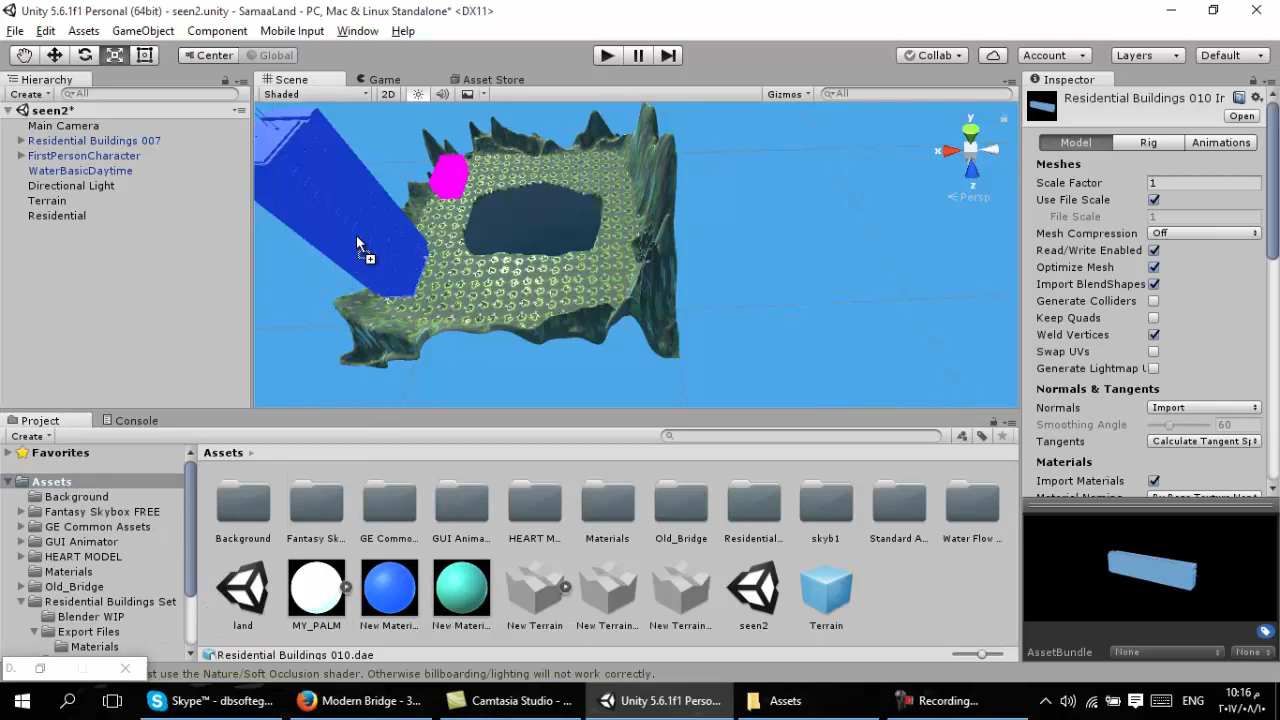 Unity 5.6.1f1 Personal (64bit) - seen2.unity - SamaaLand - PC, Mac & Linux Standalone* <DX11>
File Edit Assets GameObject Component Mobile Input Window Help
Center Global Collab Account Layers Default
Hierarchy Scene Game Asset Store Inspector
Create All Shaded 2D Gizmos All
Residential Buildings 010 Ir
Open
seen2*
Main Camera
Residential Buildings 007
FirstPersonCharacter
WaterBasicDaytime
Directional Light
Terrain
Residential
y
x
z
Persp
Model Rig Animations
Meshes
Scale Factor 1
Use File Scale
File Scale 1
Mesh Compression Off
Read/Write Enabled
Optimize Mesh
Import BlendShapes
Generate Colliders
Keep Quads
Weld Vertices
Swap UVs
Generate Lightmap U
Normals & Tangents
Normals Import
Smoothing Angle 60
Tangents Calculate Tangent Sp
Materials
Import Materials
Project Console
Create
Favorites
Assets
Background
Fantasy Skybox FREE
GE Common Assets
GUI Animator
HEART MODEL
Materials
Old_Bridge
Residential Buildings Set
Blender WIP
Export Files
Materials
Assets
Background Fantasy Sk... GE Commo... GUI Anima... HEART M... Materials Old_Bridge Residential... skyb1 Standard A... Water Flow ...
land MY_PALM New Materi... New Materi... New Terrain New Terrain... New Terrain... seen2 Terrain
Residential Buildings 010.dae
AssetBundle None None
D.
st use the Nature/Soft Occlusion shader. Otherwise billboarding/lighting will not work correctly.
Skype™ - dbsofteg... Modern Bridge - 3... Camtasia Studio - ... Unity 5.6.1f1 Perso... Assets Recording...
ENG
10:16 م
٢٠١٧/٠٨/١٠